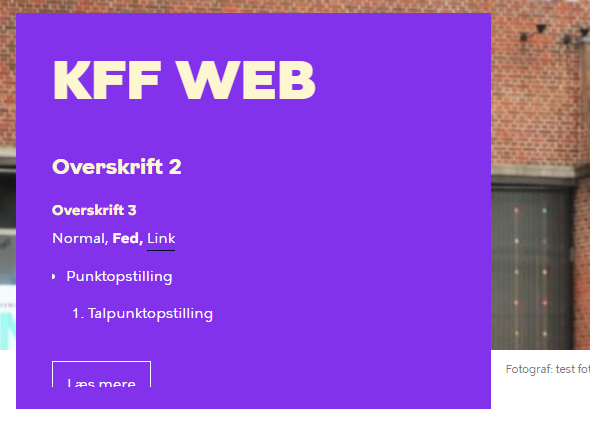 KFF WEB
Overskrift 2
Overskrift 3
Normal, Fed, Link
Punktopstilling
1. Talpunktopstilling
Læs mere
Fotograf: test fot